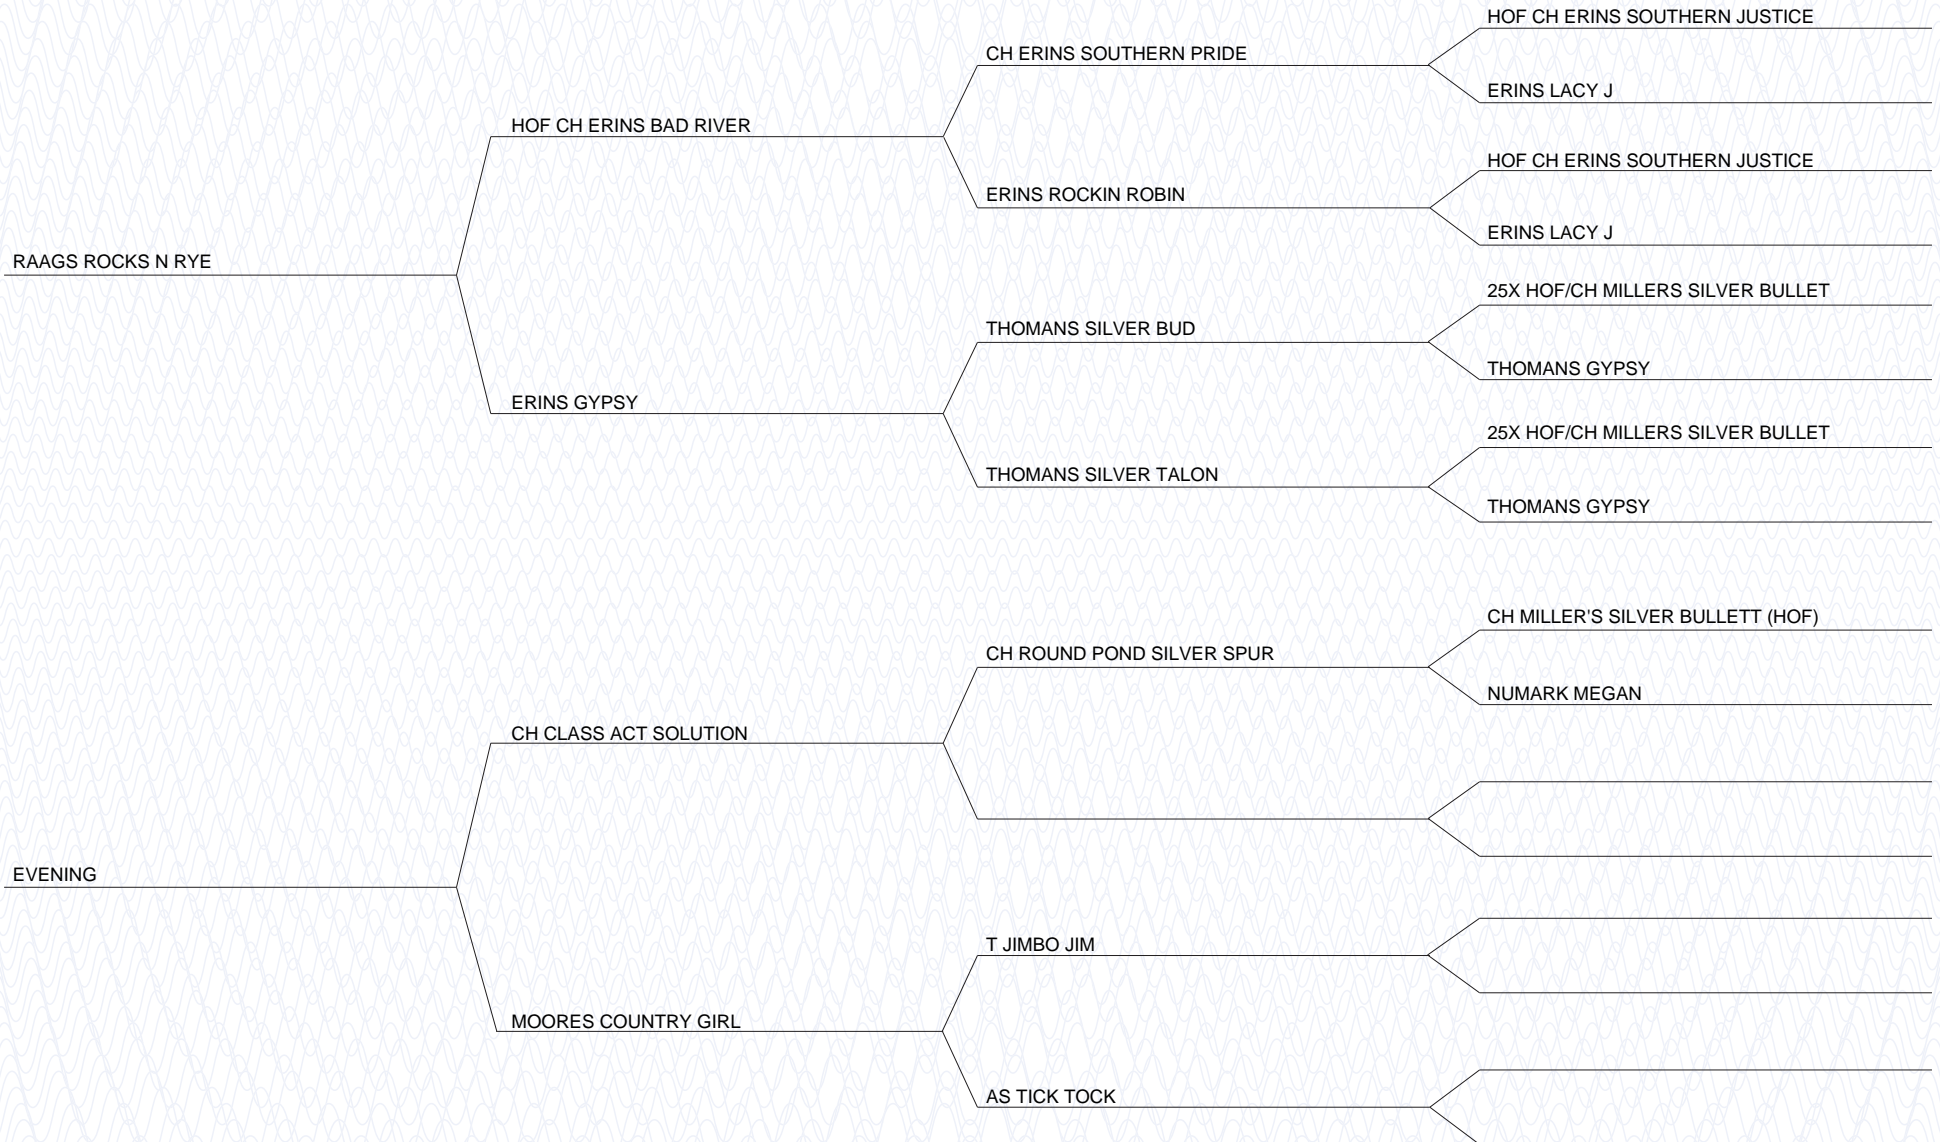 HOF CH ERINS SOUTHERN JUSTICE
CH ERINS SOUTHERN PRIDE
ERINS LACY J
HOF CH ERINS BAD RIVER
HOF CH ERINS SOUTHERN JUSTICE
ERINS ROCKIN ROBIN
ERINS LACY J
RAAGS ROCKS N RYE
25X HOF/CH MILLERS SILVER BULLET
THOMANS SILVER BUD
THOMANS GYPSY
ERINS GYPSY
25X HOF/CH MILLERS SILVER BULLET
THOMANS SILVER TALON
THOMANS GYPSY
CH MILLER'S SILVER BULLETT (HOF)
CH ROUND POND SILVER SPUR
NUMARK MEGAN
CH CLASS ACT SOLUTION
EVENING
T JIMBO JIM
MOORES COUNTRY GIRL
AS TICK TOCK